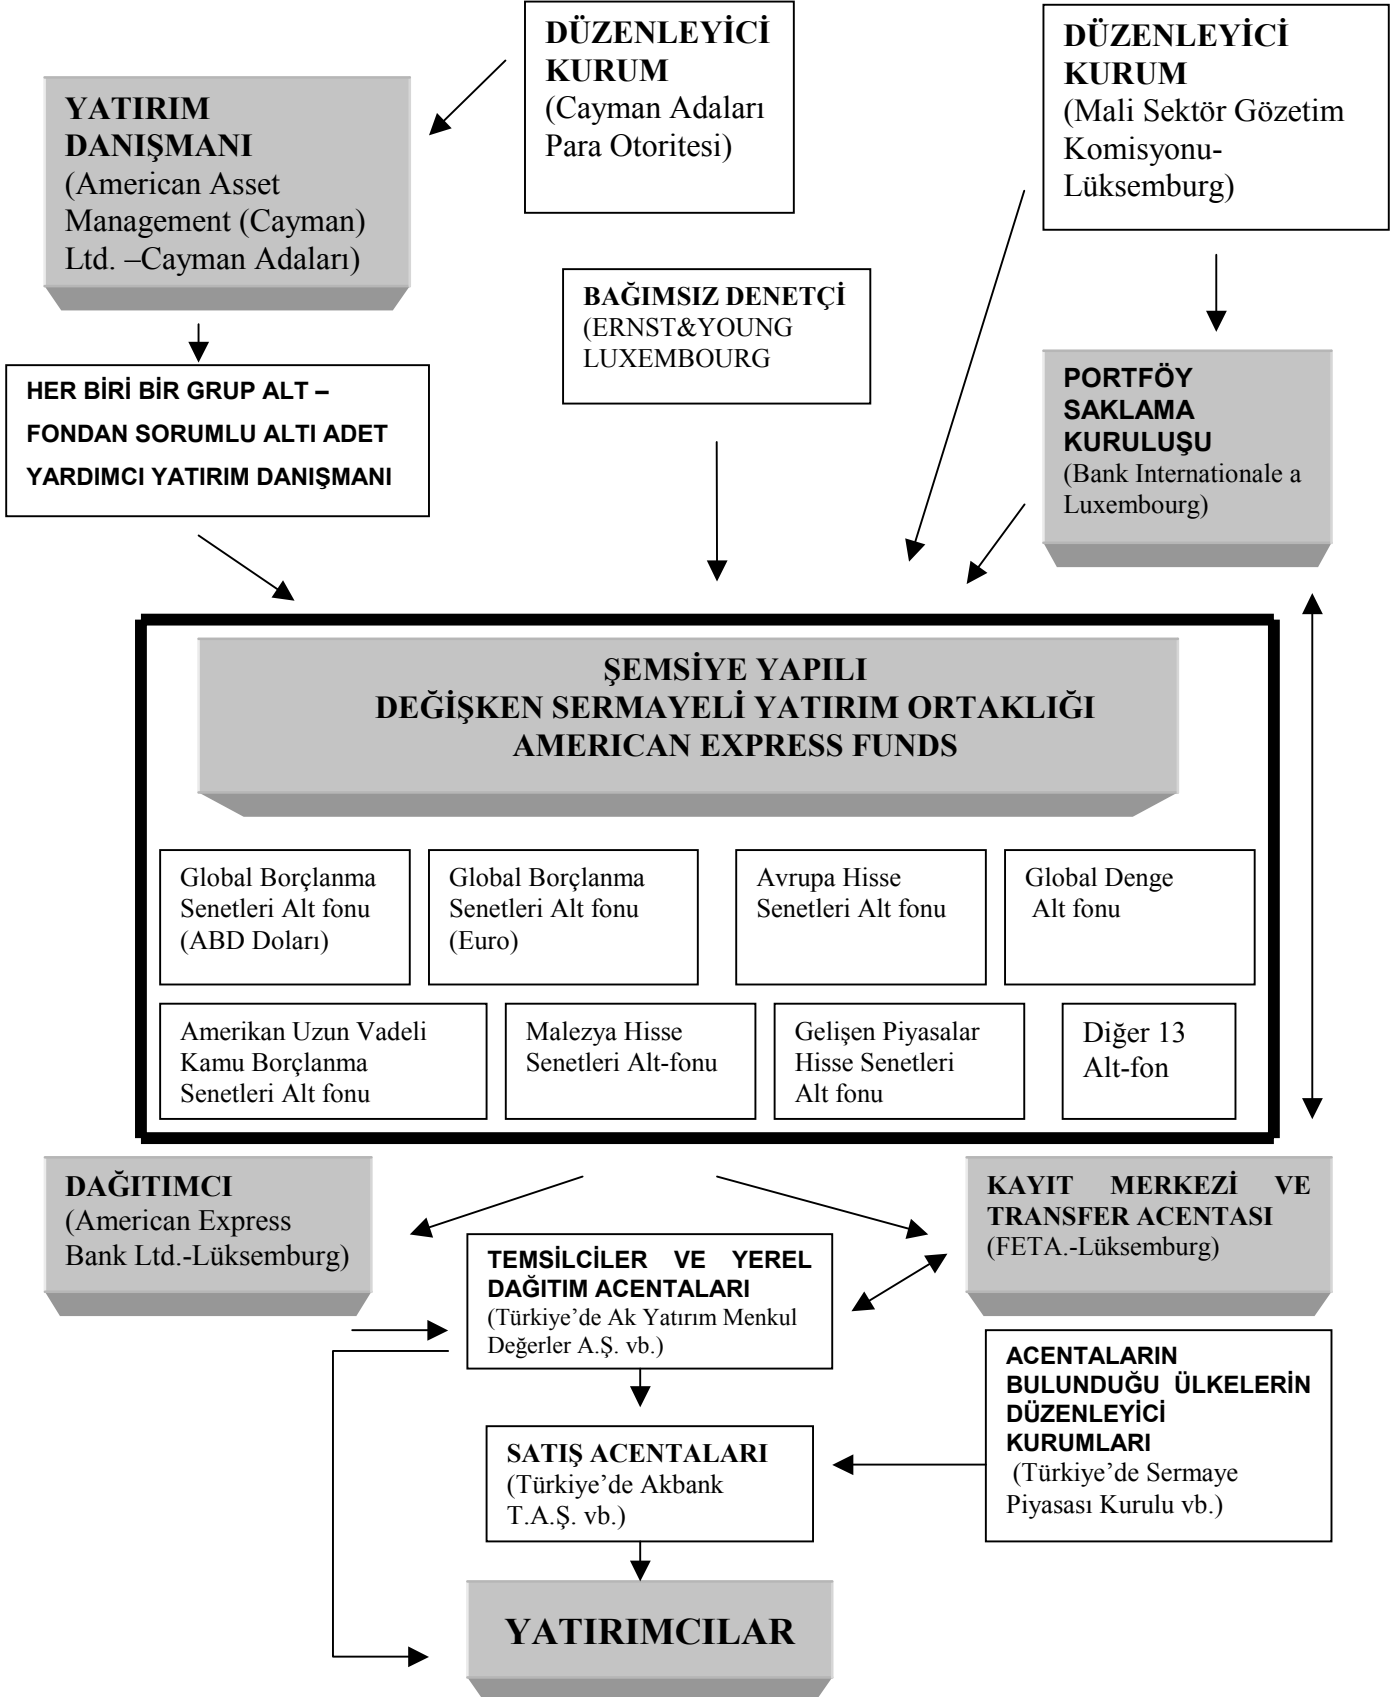 DÜZENLEYİCİ
KURUM
(Cayman Adaları
Para Otoritesi)
DÜZENLEYİCİ
KURUM
(Mali Sektör Gözetim
Komisyonu-
Lüksemburg)
YATIRIM
DANIŞMANI
(American Asset
Management (Cayman)
Ltd. –Cayman Adaları)
BAĞIMSIZ DENETÇİ
(ERNST&YOUNG
LUXEMBOURG
HER BİRİ BİR GRUP ALT –
FONDAN SORUMLU ALTI ADET
YARDIMCI YATIRIM DANIŞMANI
PORTFÖY
SAKLAMA
KURULUŞU
(Bank Internationale a
Luxembourg)
ŞEMSİYE YAPILI
DEĞİŞKEN SERMAYELİ YATIRIM ORTAKLIĞI
AMERICAN EXPRESS FUNDS
Global Borçlanma
Senetleri Alt fonu
(ABD Doları)
Global Borçlanma
Senetleri Alt fonu
(Euro)
Avrupa Hisse
Senetleri Alt fonu
Global Denge
Alt fonu
Amerikan Uzun Vadeli
Kamu Borçlanma
Senetleri Alt fonu
Malezya Hisse
Senetleri Alt-fonu
Gelişen Piyasalar
Hisse Senetleri
Alt fonu
Diğer 13
Alt-fon
DAĞITIMCI
(American Express
Bank Ltd.-Lüksemburg)
KAYIT MERKEZİ VE
TRANSFER ACENTASI
(FETA.-Lüksemburg)
TEMSİLCİLER VE YEREL
DAĞITIM ACENTALARI
(Türkiye’de Ak Yatırım Menkul
Değerler A.Ş. vb.)
ACENTALARIN
BULUNDUĞU ÜLKELERİN
DÜZENLEYİCİ
KURUMLARI
(Türkiye’de Sermaye
Piyasası Kurulu vb.)
SATIŞ ACENTALARI
(Türkiye’de Akbank
T.A.Ş. vb.)
YATIRIMCILAR